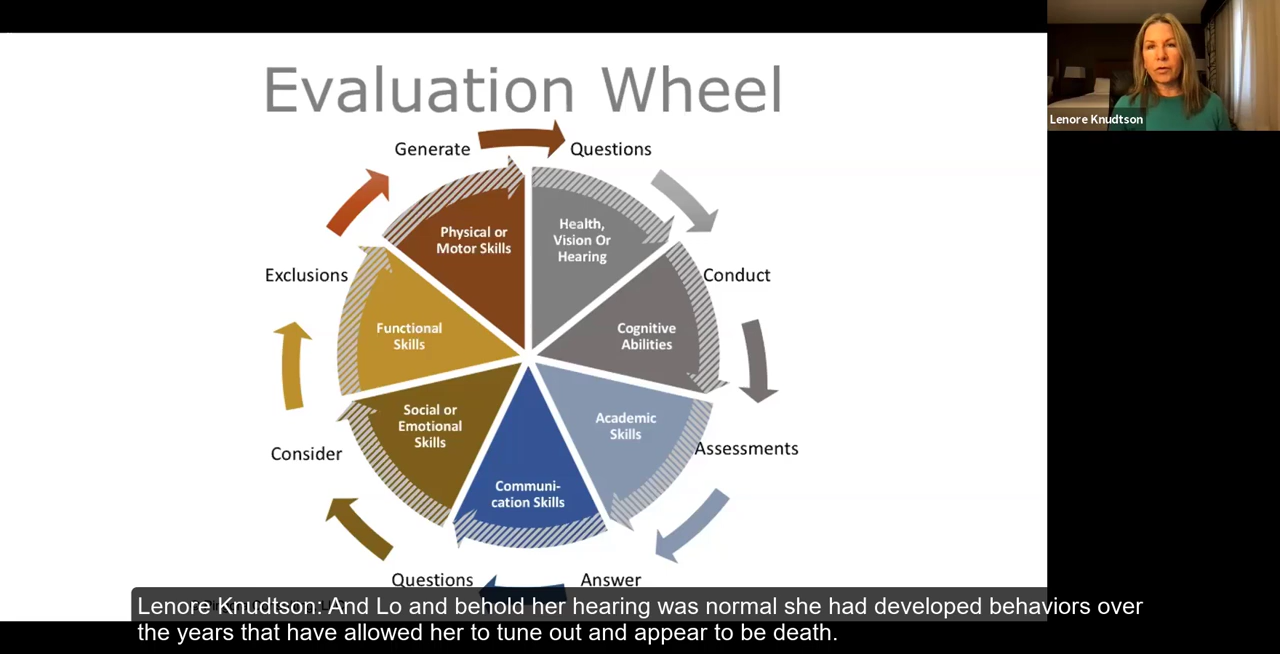 Evaluation Wheel
Lenore Knudtson
Generate
Questions
Physical or
Motor Skills
Health,
Vision Or
Hearing
Exclusions
Conduct
Functional
Skills
Cognitive
Abilities
Social or
Emotional
Skills
Academic
Skills
Consider
Assessments
Communi-
cation Skills
Questions
Answer
Lenore Knudtson: And Lo and behold her hearing was normal she had developed behaviors over
the years that have allowed her to tune out and appear to be death.